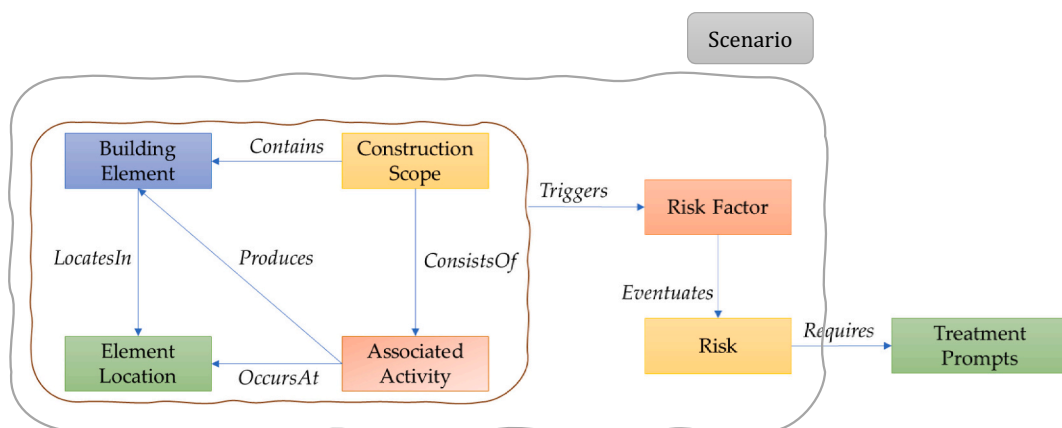 Scenario
Building
Element
Contains
Construction
Scope
Triggers
Risk Factor
LocatesIn
Produces
ConsistsOf
Eventuates
Element
Location
OccursAt
Associated
Activity
Risk
Requires
Treatment
Prompts